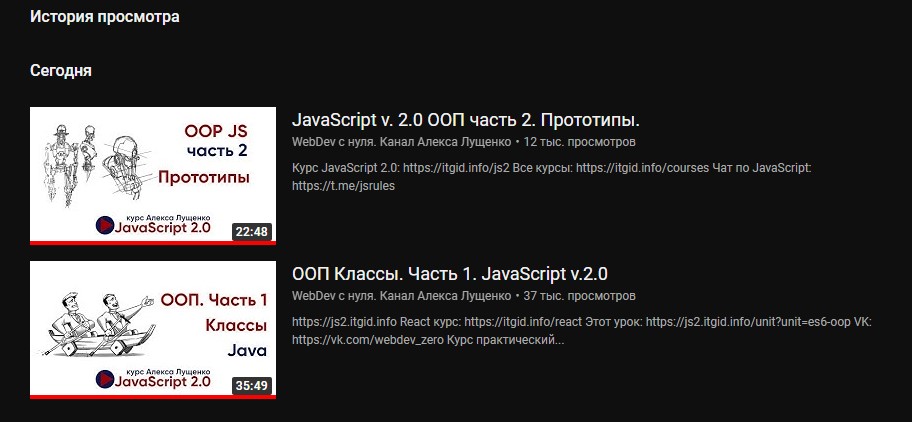 История просмотра
Сегодня
OOP JS
часть 2
Прототипы
курс Алекса Лущенко
JavaScript 2.0
22:48
JavaScript v. 2.0 ООП часть 2. Прототипы.
WebDev с нуля. Канал Алекса Лущенко • 12 тыс. просмотров
Курс JavaScript 2.0: https://itgid.info/js2 Все курсы: https://itgid.info/courses Чат по JavaScript:
https://t.me/jsrules
ООП. Часть 1
Классы
Java
курс Алекса Лущенко
JavaScript 2.0
35:49
ООП Классы. Часть 1. JavaScript v.2.0
WebDev с нуля. Канал Алекса Лущенко • 37 тыс. просмотров
https://js2.itgid.info React курс: https://itgid.info/react Этот урок: https://js2.itgid.info/unit?unit=es6-oop VK:
https://vk.com/webdev_zero Курс практический...